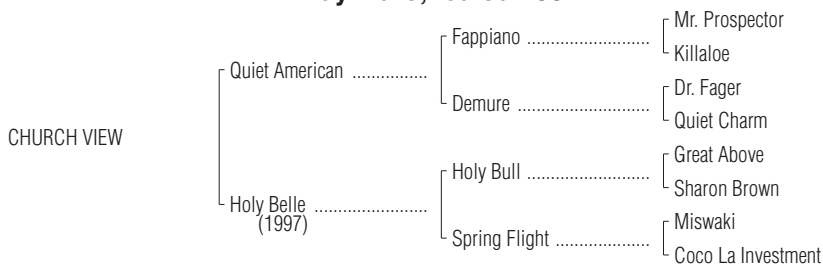 Mr. Prospector
Fappiano ..............................
Killaloe
Quiet American ..................
Dr. Fager
Demure ................................
Quiet Charm
CHURCH VIEW
Great Above
Holy Bull ..............................
Sharon Brown
Holy Belle ...........................
(1997)
Miswaki
Spring Flight .......................
Coco La Investment